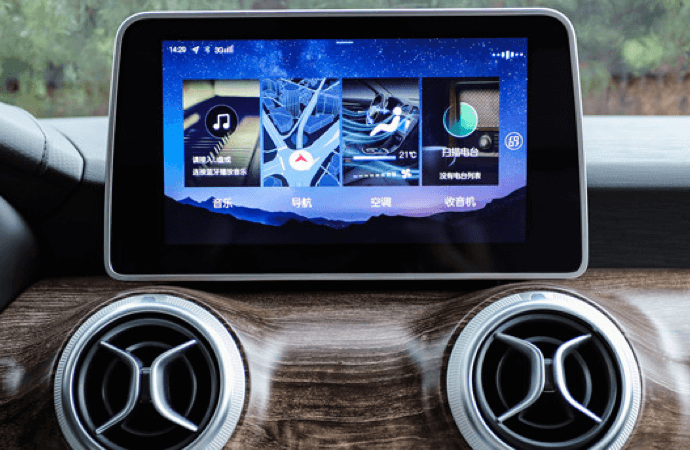 14:29 3G
请接入U盘或
连接蓝牙播放音乐
21℃
扫描电台
没有电台列表
音乐
导航
空调
收音机